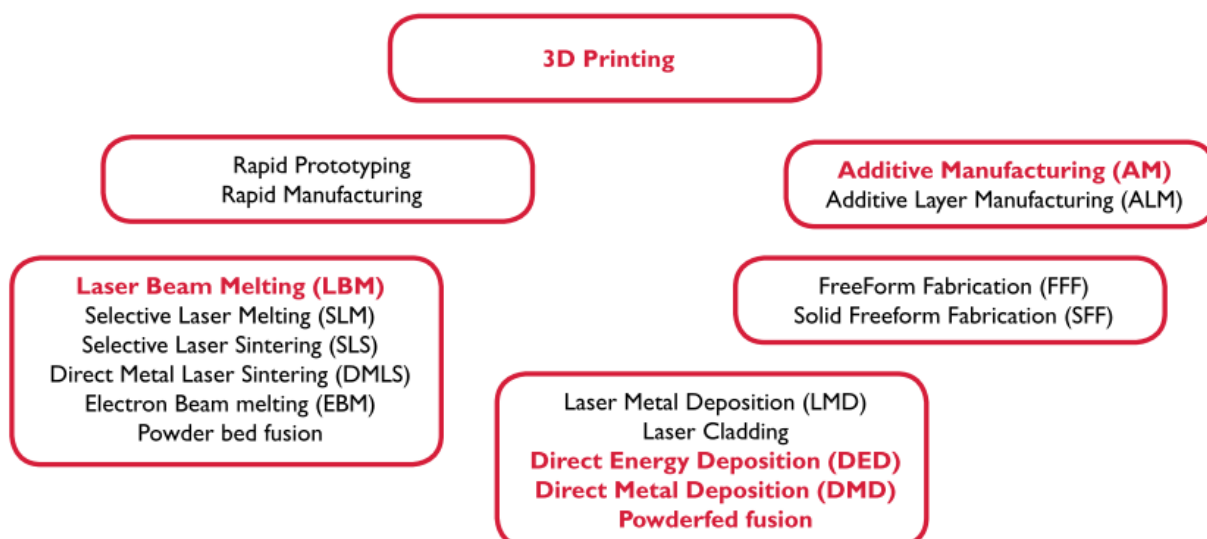 3D Printing
Rapid Prototyping
Rapid Manufacturing
Additive Manufacturing (AM)
Additive Layer Manufacturing (ALM)
Laser Beam Melting (LBM)
Selective Laser Melting (SLM)
Selective Laser Sintering (SLS)
Direct Metal Laser Sintering (DMLS)
Electron Beam melting (EBM)
Powder bed fusion
FreeForm Fabrication (FFF)
Solid Freeform Fabrication (SFF)
Laser Metal Deposition (LMD)
Laser Cladding
Direct Energy Deposition (DED)
Direct Metal Deposition (DMD)
Powderfed fusion